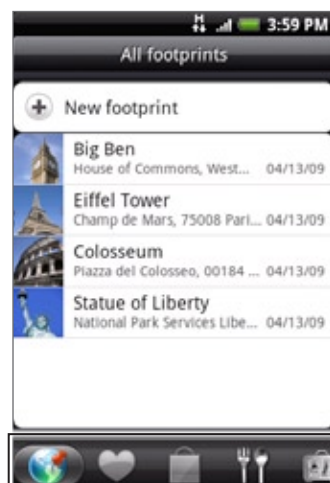 H
3:59 PM
All footprints
New footprint
Big Ben
House of Commons, West... 04/13/09
Eiffel Tower
Champ de Mars, 75008 Pari... 04/13/09
Colosseum
Piazza del Colosseo, 00184 ... 04/13/09
Statue of Liberty
National Park Services Libe... 04/13/09